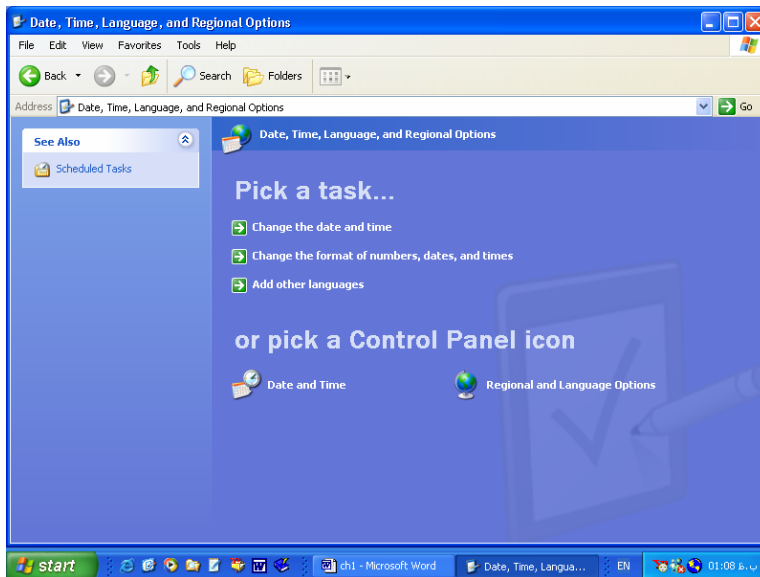 Date, Time, Language, and Regional Options
File Edit View Favorites Tools Help
Back Search Folders
Address Date, Time, Language, and Regional Options Go
See Also
Scheduled Tasks
Date, Time, Language, and Regional Options
Pick a task...
Change the date and time
Change the format of numbers, dates, and times
Add other languages
or pick a Control Panel icon
Date and Time
Regional and Language Options
start ch1 - Microsoft Word Date, Time, Langua... EN 01:08